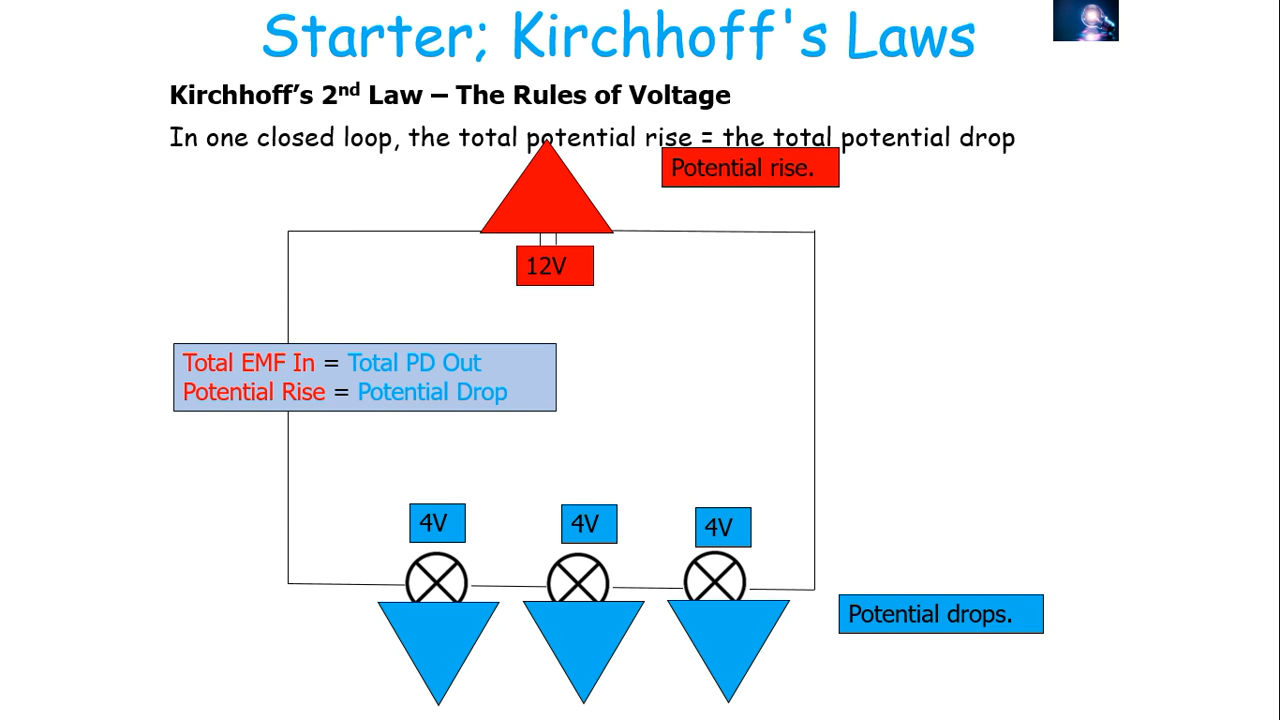 Starter; Kirchhoff's Laws
Kirchhoff’s 2nd Law – The Rules of Voltage
In one closed loop, the total potential rise = the total potential drop
Potential rise.
12V
Total EMF In = Total PD Out
Potential Rise = Potential Drop
4V
4V
4V
Potential drops.